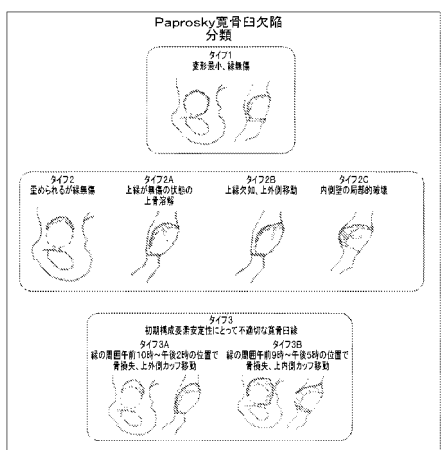 Paprosky寛骨臼欠陥
分類
タイプ1
変形最小、縁無傷
タイプ2
歪められるが縁無傷
タイプ2A
上縁が無傷の状態の
上骨溶解
タイプ2B
上縁欠如、上外側移動
タイプ2C
内側壁の局部的破壊
タイプ3
初期構成要素安定性にとって不適切な寛骨臼縁
タイプ3A
縁の周囲午前10時~午後2時の位置で
骨損失、上外側カップ移動
タイプ3B
縁の周囲午前9時~午後5時の位置で
骨損失、上内側カップ移動